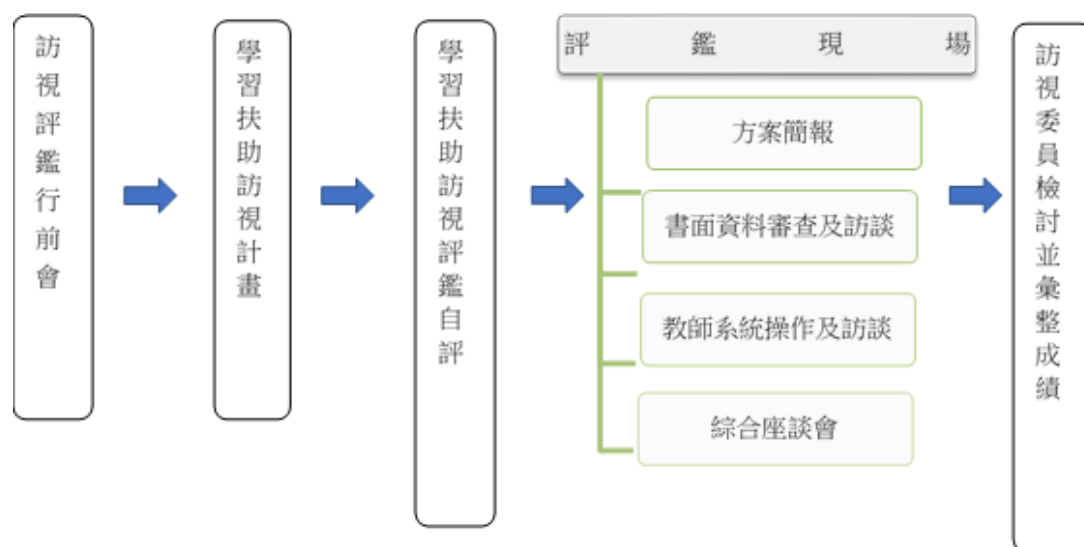 訪視評鑑行前會
學習扶助訪視計畫
學習扶助訪視評鑑自評
評鑑現場
方案簡報
書面資料審查及訪談
教師系統操作及訪談
綜合座談會
訪視委員檢討並彙整成績